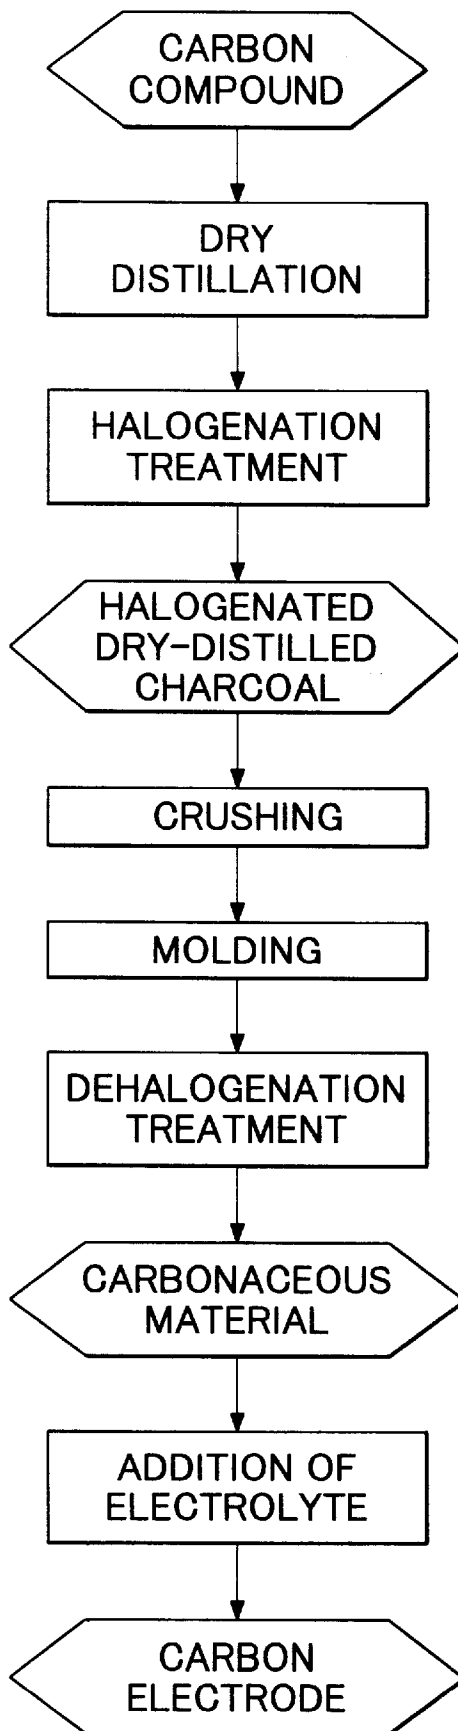 CARBON
COMPOUND
DRY
DISTILLATION
HALOGENATION
TREATMENT
HALOGENATED
DRY-DISTILLED
CHARCOAL
CRUSHING
MOLDING
DEHALOGENATION
TREATMENT
CARBONACEOUS
MATERIAL
ADDITION OF
ELECTROLYTE
CARBON
ELECTRODE